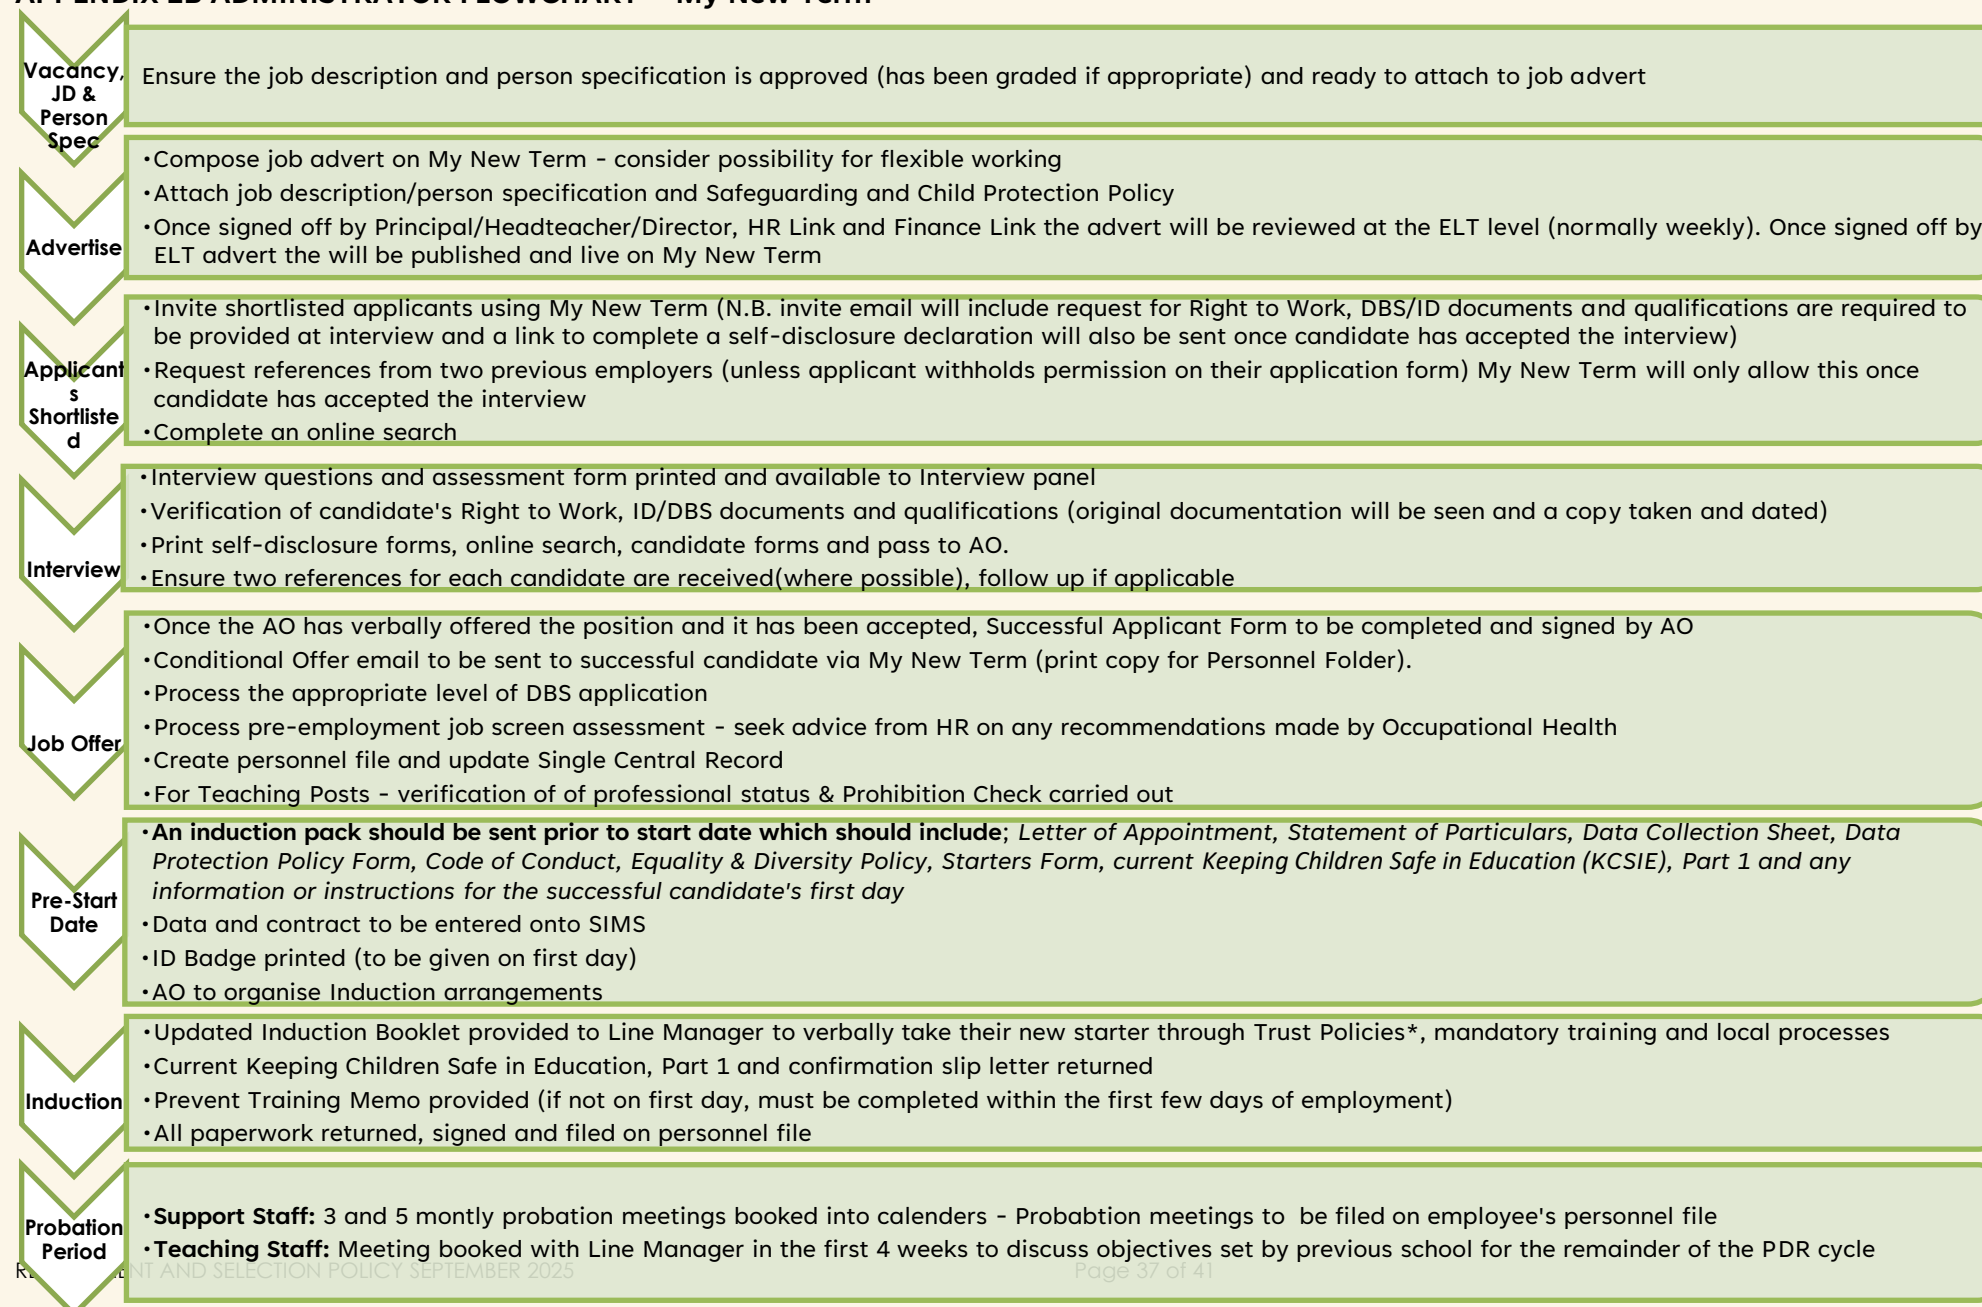 APPENDIX 2B ADMINISTRATOR FLOWCHART – My New Term
Vacancy,
JD &
Person
Spec
Ensure the job description and person specification is approved (has been graded if appropriate) and ready to attach to job advert
Advertise
•Compose job advert on My New Term - consider possibility for flexible working
•Attach job description/person specification and Safeguarding and Child Protection Policy
•Once signed off by Principal/Headteacher/Director, HR Link and Finance Link the advert will be reviewed at the ELT level (normally weekly). Once signed off by
ELT advert the will be published and live on My New Term
Applicant
s
Shortliste
d
•Invite shortlisted applicants using My New Term (N.B. invite email will include request for Right to Work, DBS/ID documents and qualifications are required to
be provided at interview and a link to complete a self-disclosure declaration will also be sent once candidate has accepted the interview)
•Request references from two previous employers (unless applicant withholds permission on their application form) My New Term will only allow this once
candidate has accepted the interview
•Complete an online search
Interview
•Interview questions and assessment form printed and available to Interview panel
•Verification of candidate's Right to Work, ID/DBS documents and qualifications (original documentation will be seen and a copy taken and dated)
•Print self-disclosure forms, online search, candidate forms and pass to AO.
•Ensure two references for each candidate are received(where possible), follow up if applicable
Job Offer
•Once the AO has verbally offered the position and it has been accepted, Successful Applicant Form to be completed and signed by AO
•Conditional Offer email to be sent to successful candidate via My New Term (print copy for Personnel Folder).
•Process the appropriate level of DBS application
•Process pre-employment job screen assessment - seek advice from HR on any recommendations made by Occupational Health
•Create personnel file and update Single Central Record
•For Teaching Posts - verification of of professional status & Prohibition Check carried out
Pre-Start
Date
•An induction pack should be sent prior to start date which should include; Letter of Appointment, Statement of Particulars, Data Collection Sheet, Data
Protection Policy Form, Code of Conduct, Equality & Diversity Policy, Starters Form, current Keeping Children Safe in Education (KCSIE), Part 1 and any
information or instructions for the successful candidate's first day
•Data and contract to be entered onto SIMS
•ID Badge printed (to be given on first day)
•AO to organise Induction arrangements
Induction
•Updated Induction Booklet provided to Line Manager to verbally take their new starter through Trust Policies*, mandatory training and local processes
•Current Keeping Children Safe in Education, Part 1 and confirmation slip letter returned
•Prevent Training Memo provided (if not on first day, must be completed within the first few days of employment)
•All paperwork returned, signed and filed on personnel file
Probation
Period
•Support Staff: 3 and 5 montly probation meetings booked into calenders - Probabtion meetings to  be filed on employee's personnel file
•Teaching Staff: Meeting booked with Line Manager in the first 4 weeks to discuss objectives set by previous school for the remainder of the PDR cycle
AND SELECTION POLICY SEPTEMBER 2025
Page 37 of 41